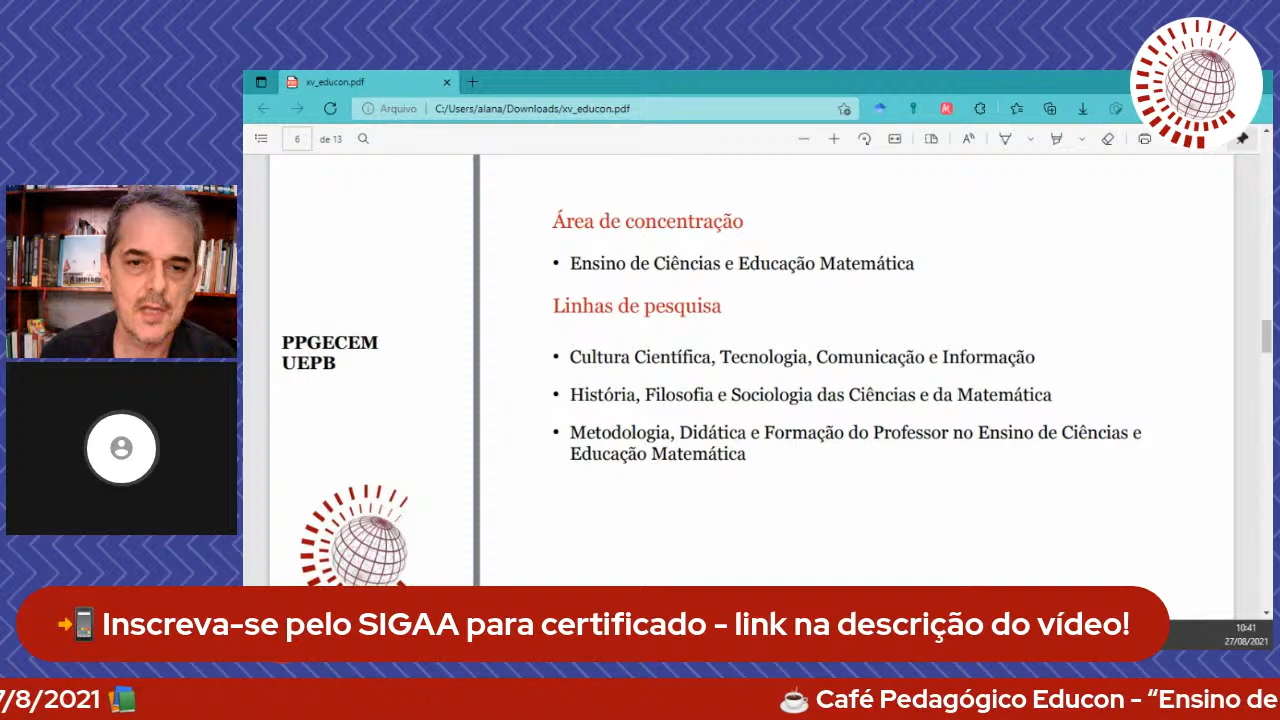 xv_educon.pdf
Arquivo
C:/Users/alana/Downloads/xv_educon.pdf
6
de 13
Área de concentração
• Ensino de Ciências e Educação Matemática
Linhas de pesquisa
PPGECEM
UEPB
• Cultura Científica, Tecnologia, Comunicação e Informação
• História, Filosofia e Sociologia das Ciências e da Matemática
• Metodologia, Didática e Formação do Professor no Ensino de Ciências e
Educação Matemática
Inscreva-se pelo SIGAA para certificado - link na descrição do vídeo!
10:41
27/08/2021
7/8/2021
Café Pedagógico Educon - “Ensino de